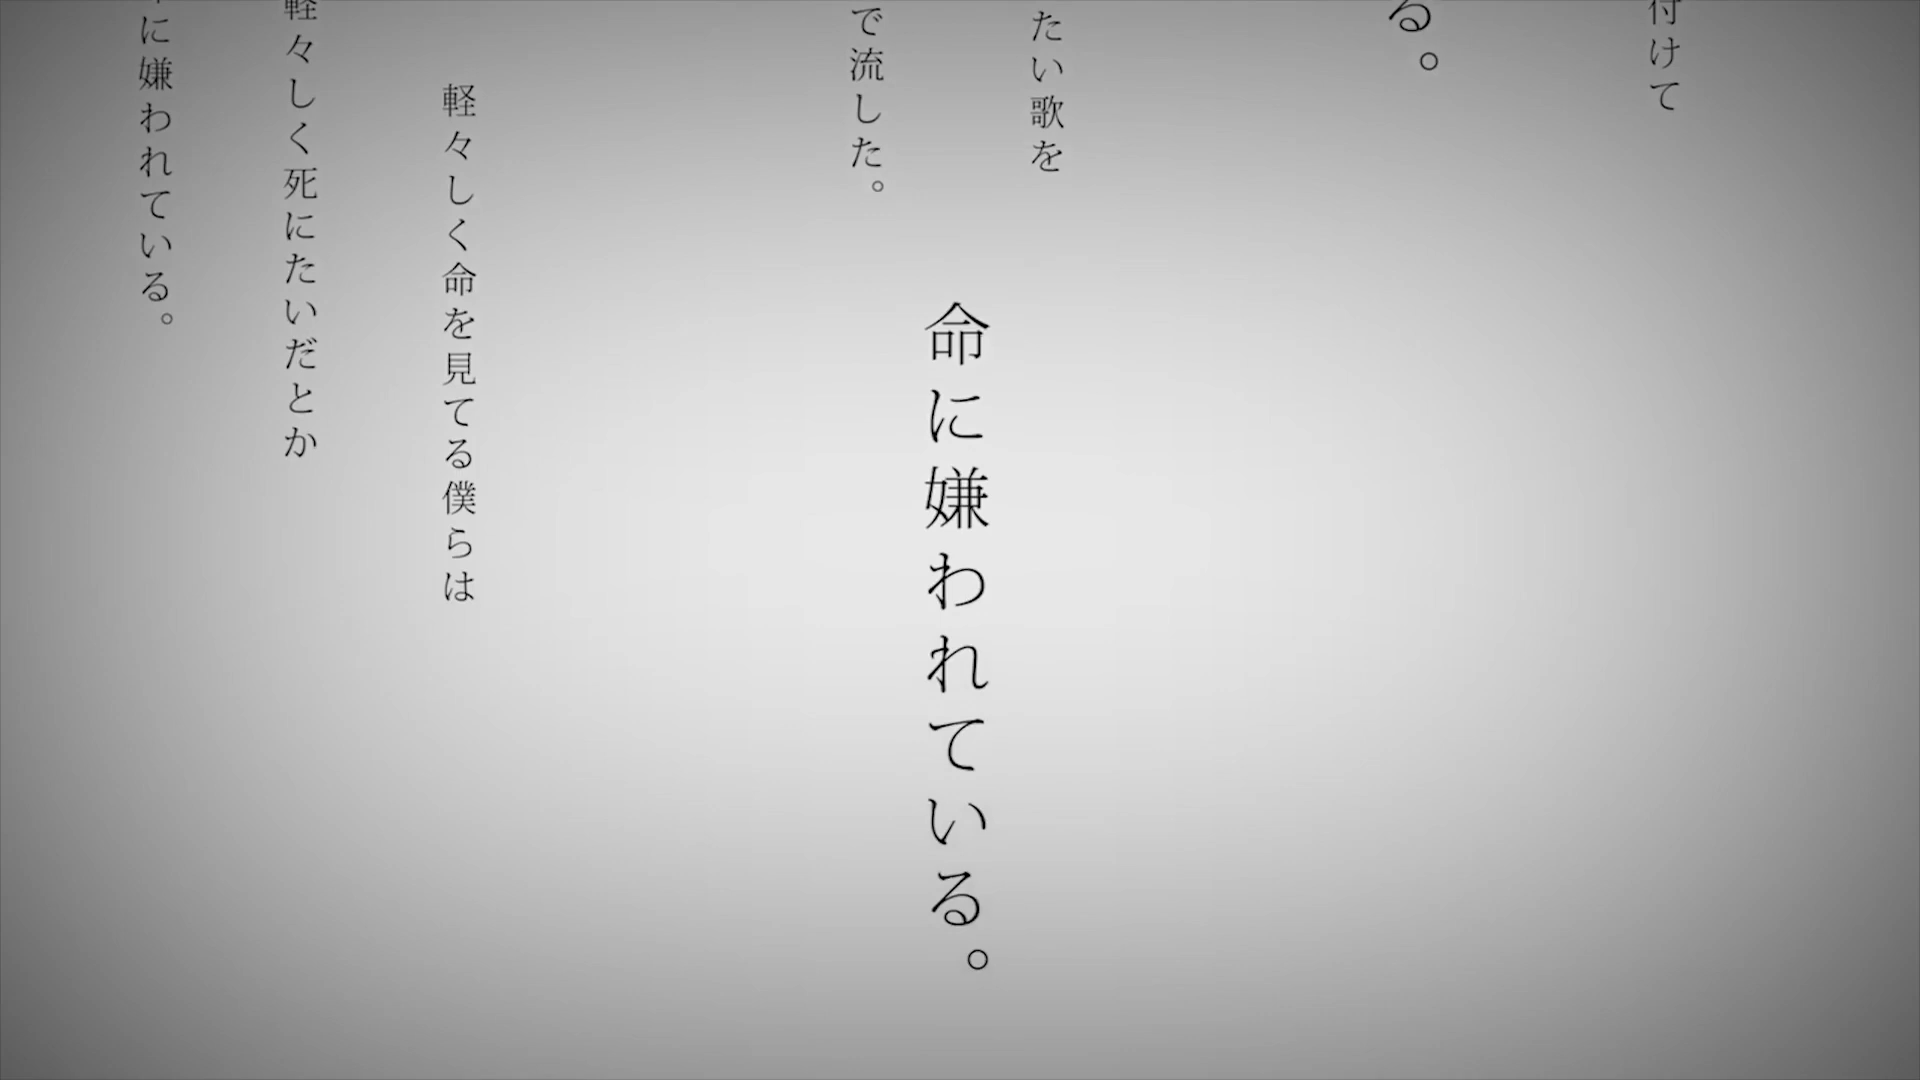 付けて
る。
たい歌を
命に嫌われている。
で流した。
軽々しく命を見てる僕らは
軽々しく死にたいだとか
に嫌われている。